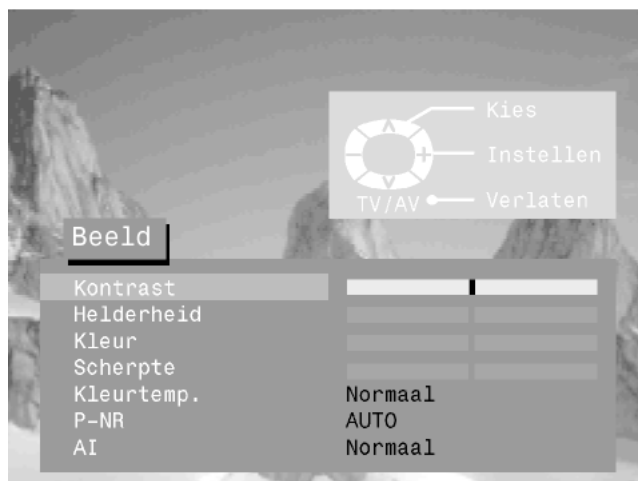 Kies
Instellen
TV/AV Verlaten
Beeld
Kontrast
Helderheid
Kleur
Scherpte
Kleurtemp. Normaal
P-NR AUTO
AI Normaal